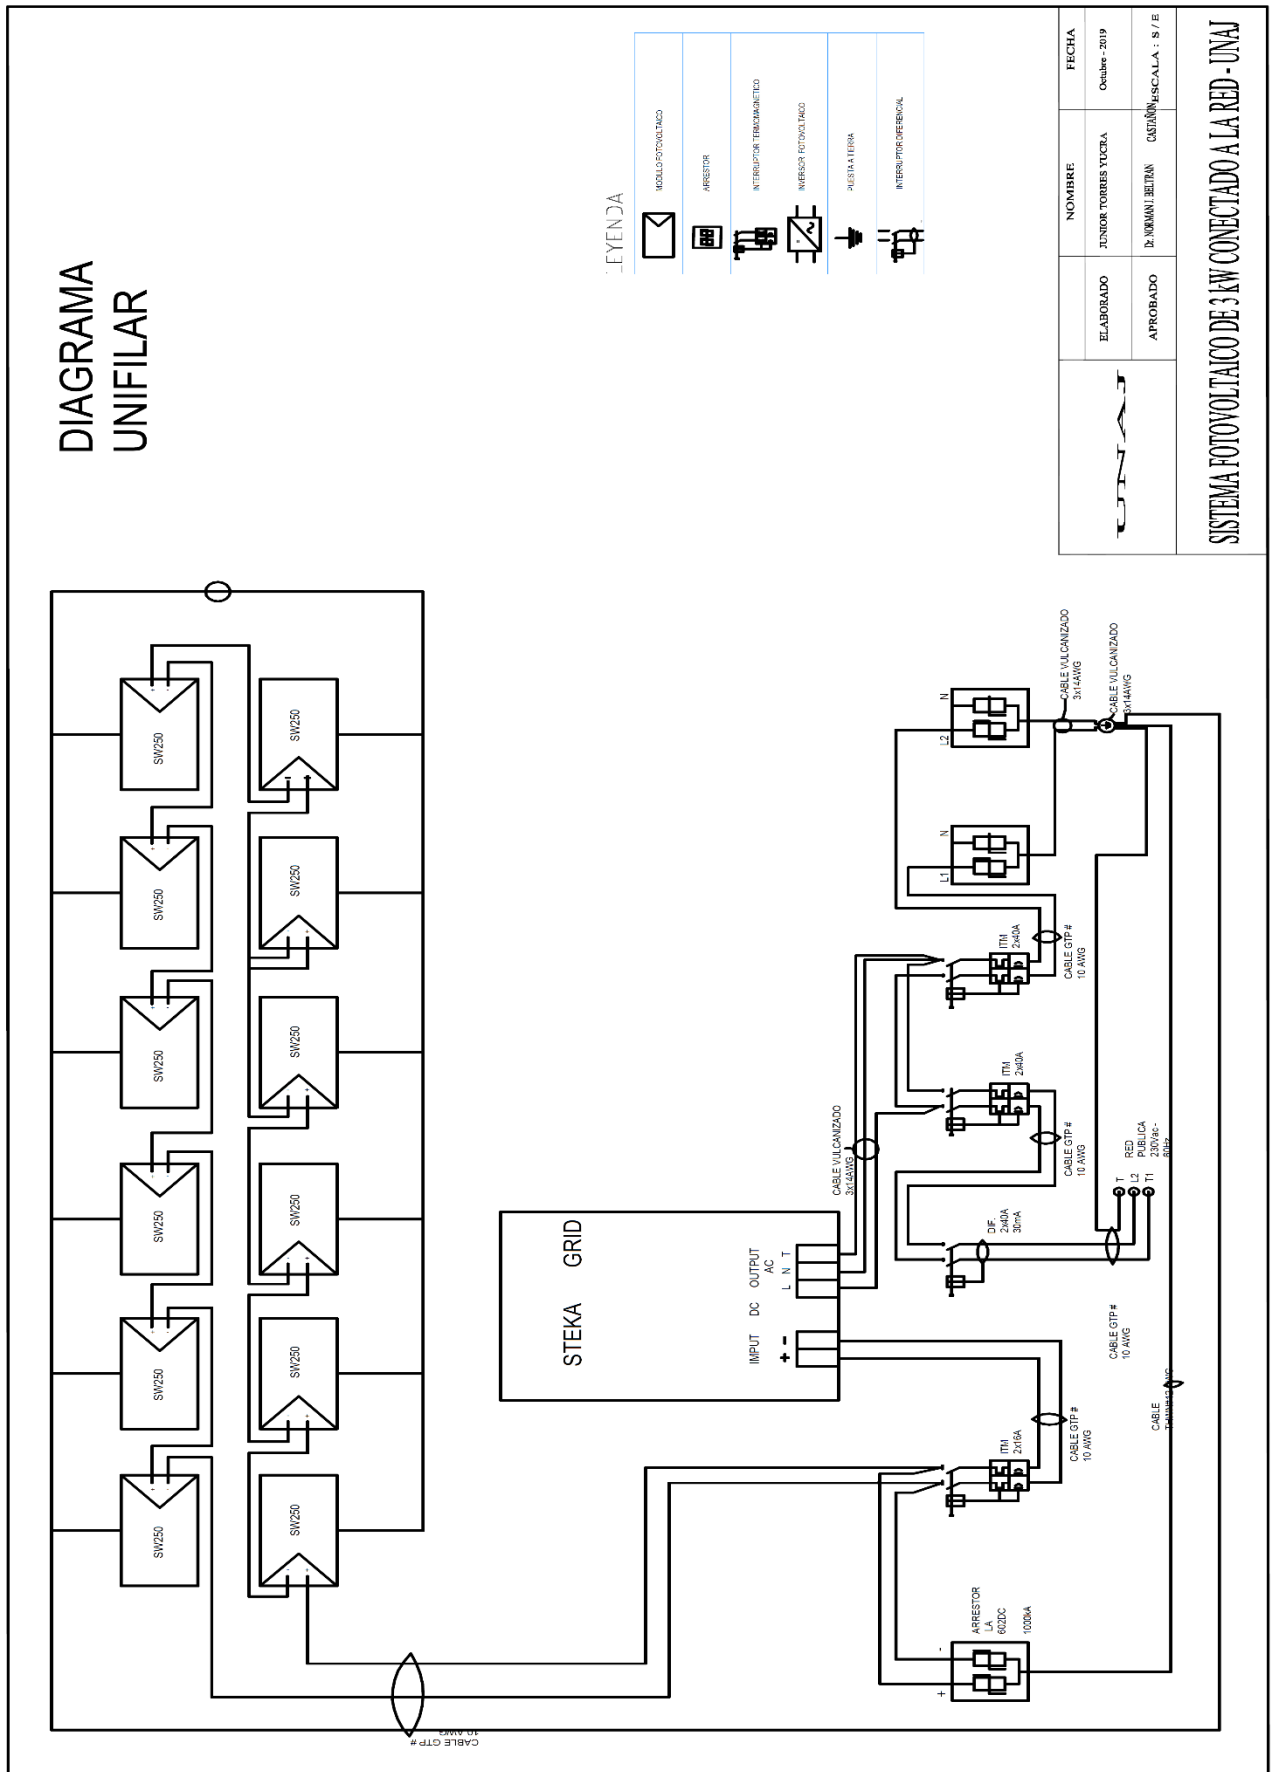 DIAGRAMA
UNIFILAR
LEYENDA
MODULO FOTOVOLTAICO
ARRESTOR
INTERRUPTOR TERMOMAGNETICO
INVERSOR FOTOVOLTAICO
PUESTA A TIERRA
INTERRUPTOR DIFERENCIAL
SW250
SW250
SW250
SW250
SW250
SW250
SW250
SW250
SW250
SW250
SW250
SW250
CABLE GTP #
10 AWG
STEKA GRID
IMPUT DC OUTPUT
AC
+ - L N T
CABLE VULCANIZADO
3x14AWG
ARRESTOR
LA
602DC
1000kA
+ -
ITM
2x16A
CABLE GTP #
10 AWG
DIF.
2x40A
30mA
ITM
2x40A
CABLE GTP #
10 AWG
ITM
2x40A
CABLE GTP #
10 AWG
L1 N
L2 N
CABLE VULCANIZADO
3x14AWG
CABLE VULCANIZADO
3x14AWG
T
L2
T1
RED
PUBLICA
230Vac -
60Hz
CABLE GTP #
10 AWG
CABLE
UNAJ
NOMBRE FECHA
ELABORADO JUNIOR TORRES YUCRA Octubre - 2019
APROBADO Dr. NORMAN J. BELTRAN CASTAÑON ESCALA : S / E
SISTEMA FOTOVOLTAICO DE 3 kW CONECTADO A LA RED - UNAJ